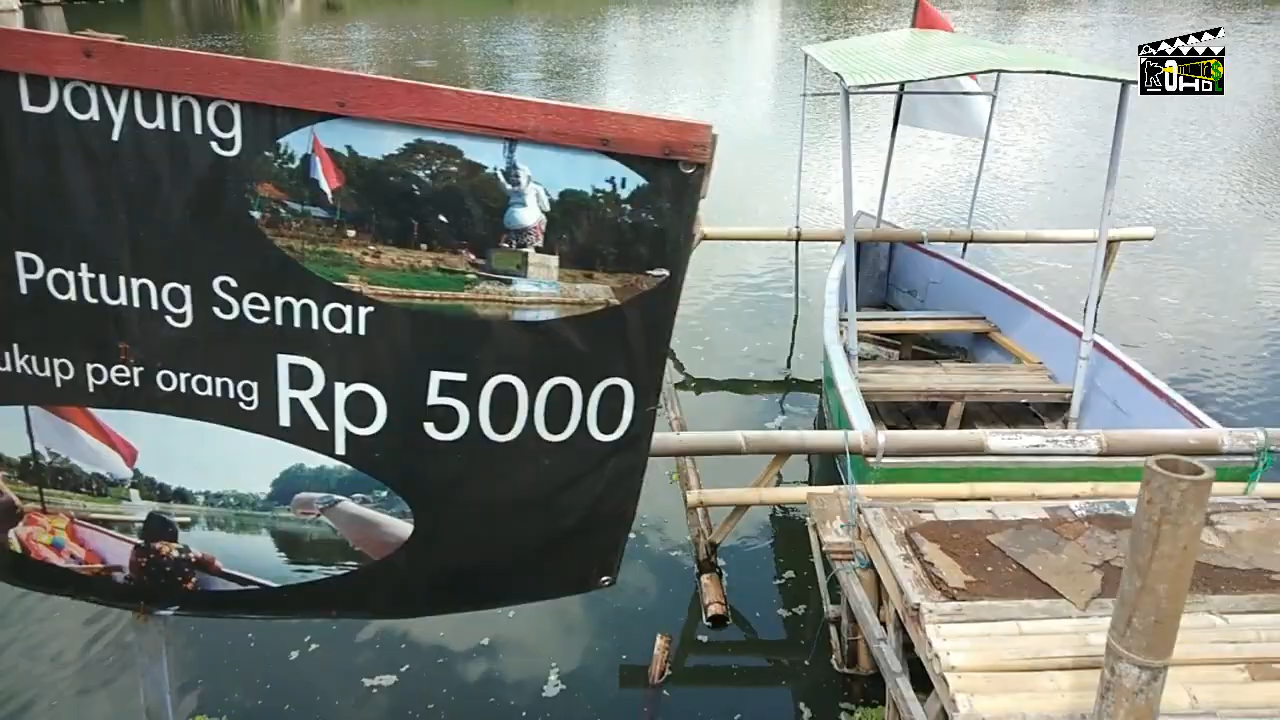 Dayung
Patung Semar
ukup per orang Rp 5000